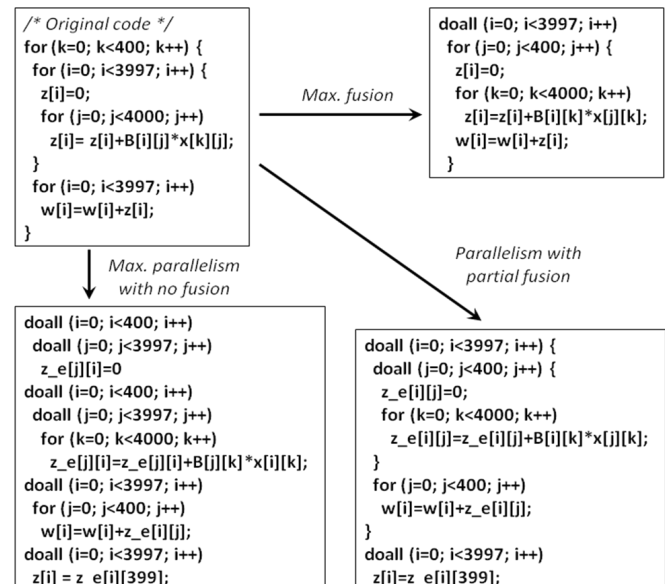 /* Original code */
for (k=0; k<400; k++) {
for (i=0; i<3997; i++) {
z[i]=0;
for (j=0; j<4000; j++)
z[i]= z[i]+B[i][j]*x[k][j];
}
for (i=0; i<3997; i++)
w[i]=w[i]+z[i];
}
Max. fusion
doall (i=0; i<3997; i++)
for (j=0; j<400; j++) {
z[i]=0;
for (k=0; k<4000; k++)
z[i]=z[i]+B[i][k]*x[j][k];
w[i]=w[i]+z[i];
}
Max. parallelism
with no fusion
Parallelism with
partial fusion
doall (i=0; i<400; i++)
doall (j=0; j<3997; j++)
z_e[j][i]=0
doall (i=0; i<400; i++)
doall (j=0; j<3997; j++)
for (k=0; k<4000; k++)
z_e[j][i]=z_e[j][i]+B[j][k]*x[i][k];
doall (i=0; i<3997; i++)
for (j=0; j<400; j++)
w[i]=w[i]+z_e[i][j];
doall (i=0; i<3997; i++)
z[i] = z_e[i][399];
doall (i=0; i<3997; i++) {
doall (j=0; j<400; j++) {
z_e[i][j]=0;
for (k=0; k<4000; k++)
z_e[i][j]=z_e[i][j]+B[i][k]*x[j][k];
}
for (j=0; j<400; j++)
w[i]=w[i]+z_e[i][j];
}
doall (i=0; i<3997; i++)
z[i]=z_e[i][399];